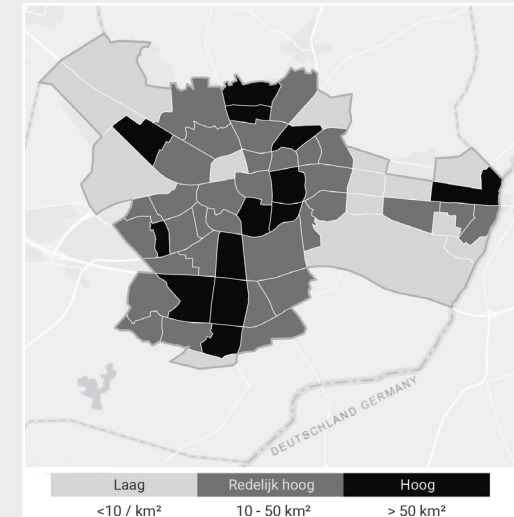 DEUTSCHLAND GERMANY
Laag Redelijk hoog Hoog
<10 / km² 10 - 50 km² > 50 km²